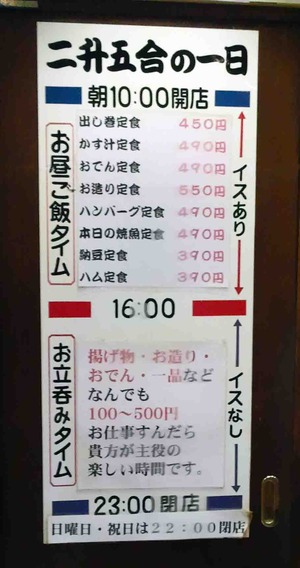 二升五合の一日
朝10:00開店
お昼ご飯タイム
出し巻定食 450円
かす汁定食 490円
おでん定食 490円
お造り定食 550円
ハンバーグ定食 490円
本日の焼魚定食 490円
納豆定食 390円
ハム定食 390円
イスあり
16:00
お立呑みタイム
揚げ物・お造り・
おでん・一品など
なんでも
100～500円
お仕事すんだら
貴方が主役の
楽しい時間です。
イスなし
23:00閉店
日曜日・祝日は22:00閉店